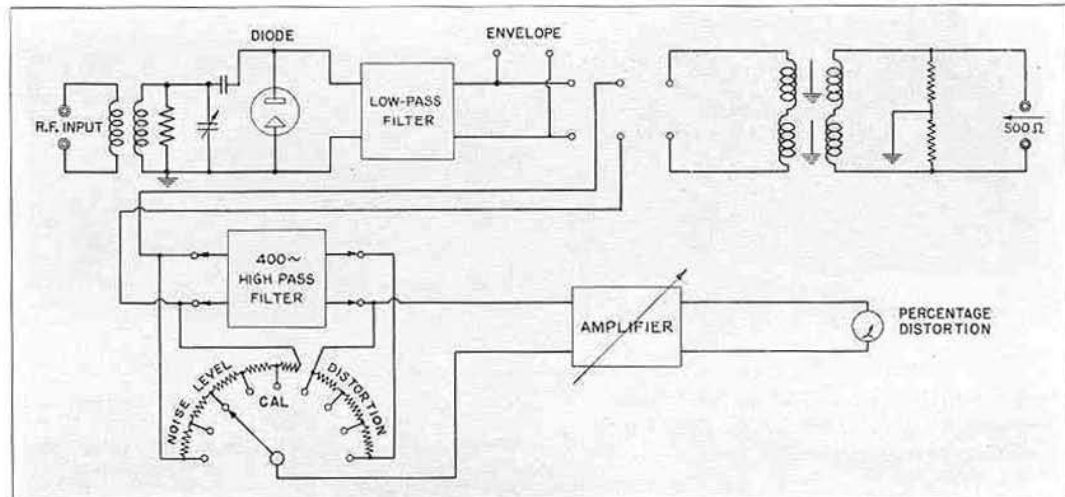 DIODE
ENVELOPE
R.F. INPUT
LOW-PASS
FILTER
500 Ω
400~
HIGH PASS
FILTER
AMPLIFIER
PERCENTAGE
DISTORTION
NOISE LEVEL
CAL
DISTORTION